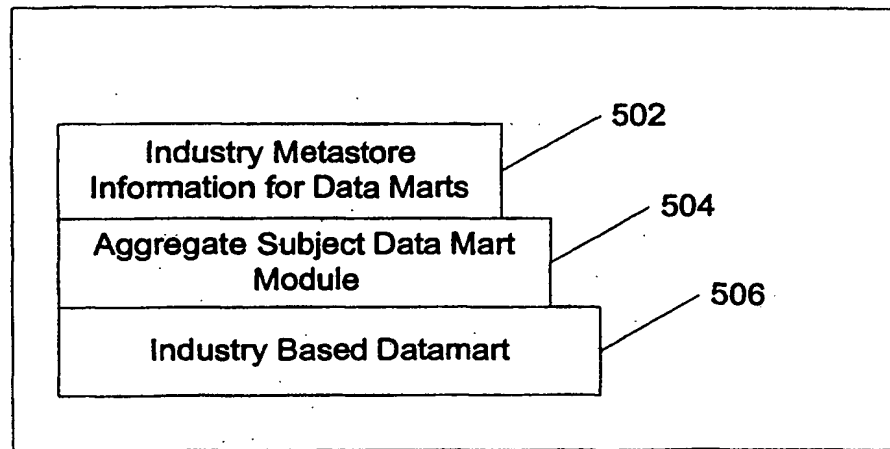 Industry Metastore
Information for Data Marts
502
Aggregate Subject Data Mart
Module
504
Industry Based Datamart
506